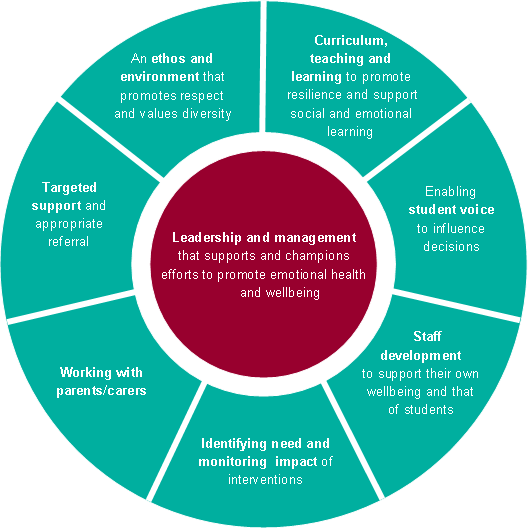 An ethos and
environment that
promotes respect
and values diversity
Curriculum,
teaching and
learning to promote
resilience and support
social and emotional
learning
Enabling
student voice
to influence
decisions
Staff
development
to support their own
wellbeing and that
of students
Identifying need and
monitoring impact of
interventions
Working with
parents/carers
Targeted
support and
appropriate
referral
Leadership and management
that supports and champions
efforts to promote emotional health
and wellbeing